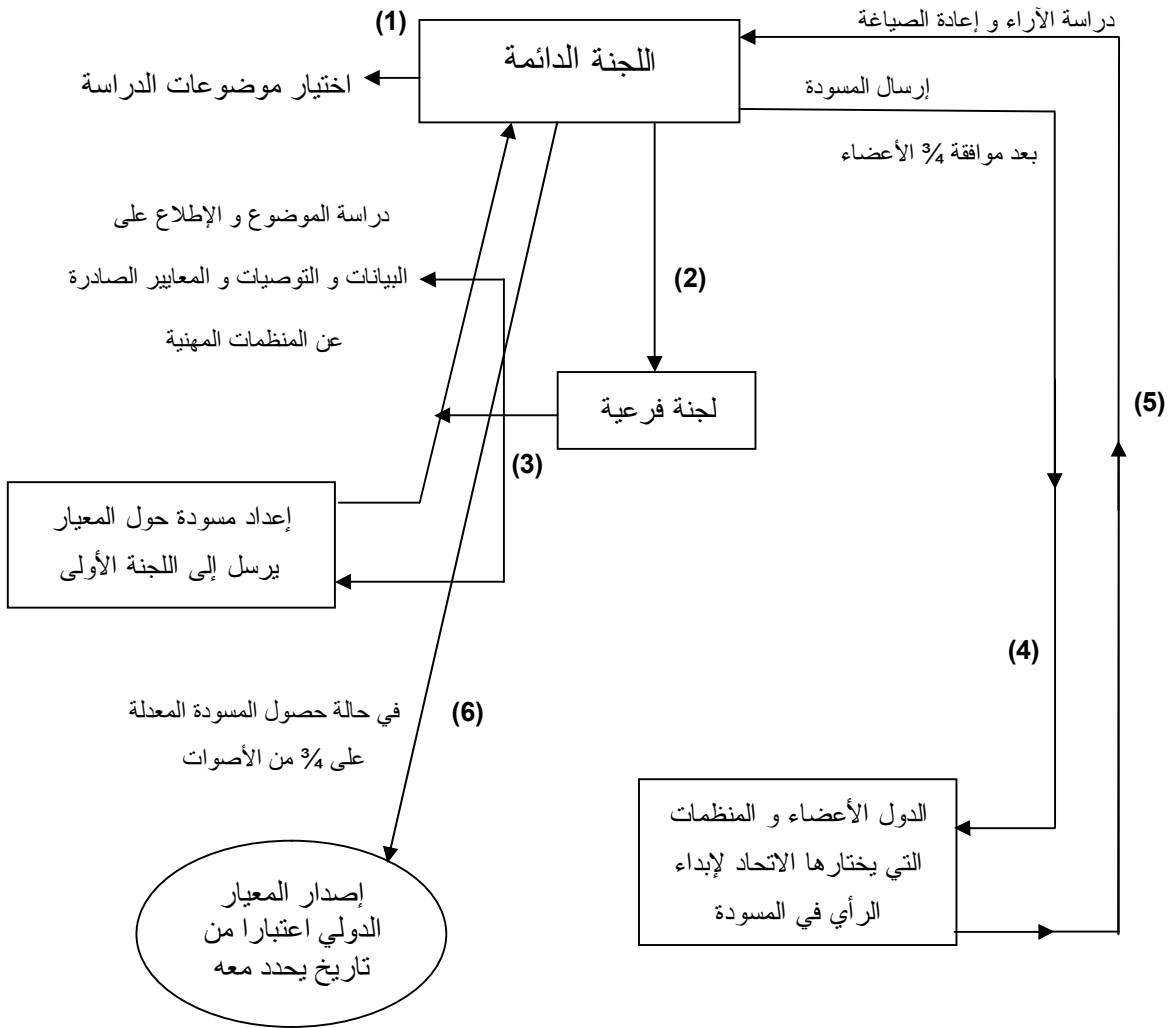 (1)
اللجنة الدائمة
دراسة الآراء و إعادة الصياغة
اختيار موضوعات الدراسة
إرسال المسودة
بعد موافقة ¾ الأعضاء
دراسة الموضوع و الإطلاع على
البيانات و التوصيات و المعايير الصادرة
عن المنظمات المهنية
(2)
لجنة فرعية
(3)
(5)
إعداد مسودة حول المعيار
يرسل إلى اللجنة الأولى
(4)
في حالة حصول المسودة المعدلة
على ¾ من الأصوات
(6)
الدول الأعضاء و المنظمات
التي يختارها الاتحاد لإبداء
الرأي في المسودة
إصدار المعيار
الدولي اعتبارا من
تاريخ يحدد معه